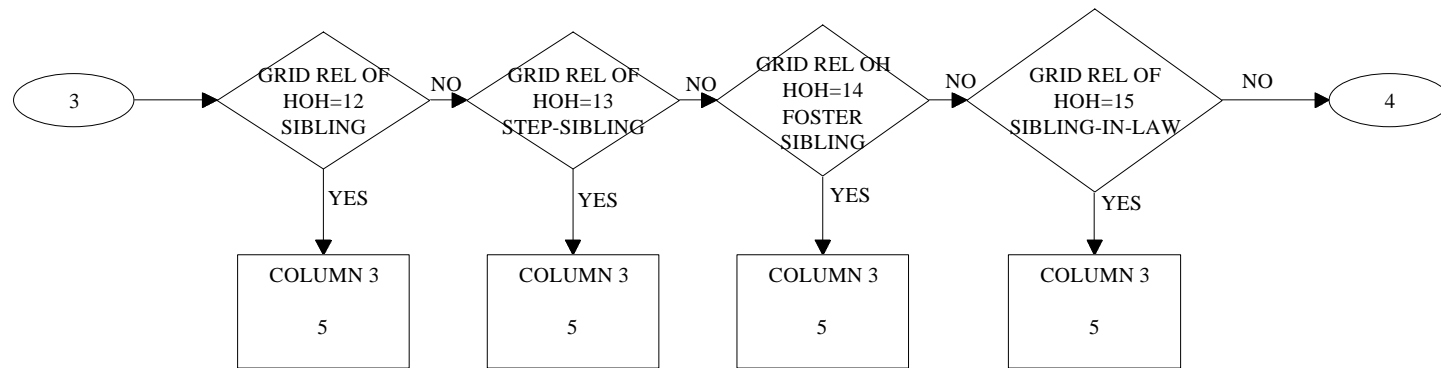 3
GRID REL OF
HOH=12
SIBLING
NO
GRID REL OF
HOH=13
STEP-SIBLING
NO
GRID REL OH
HOH=14
FOSTER
SIBLING
NO
GRID REL OF
HOH=15
SIBLING-IN-LAW
NO
4
YES
YES
YES
YES
COLUMN 3
5
COLUMN 3
5
COLUMN 3
5
COLUMN 3
5